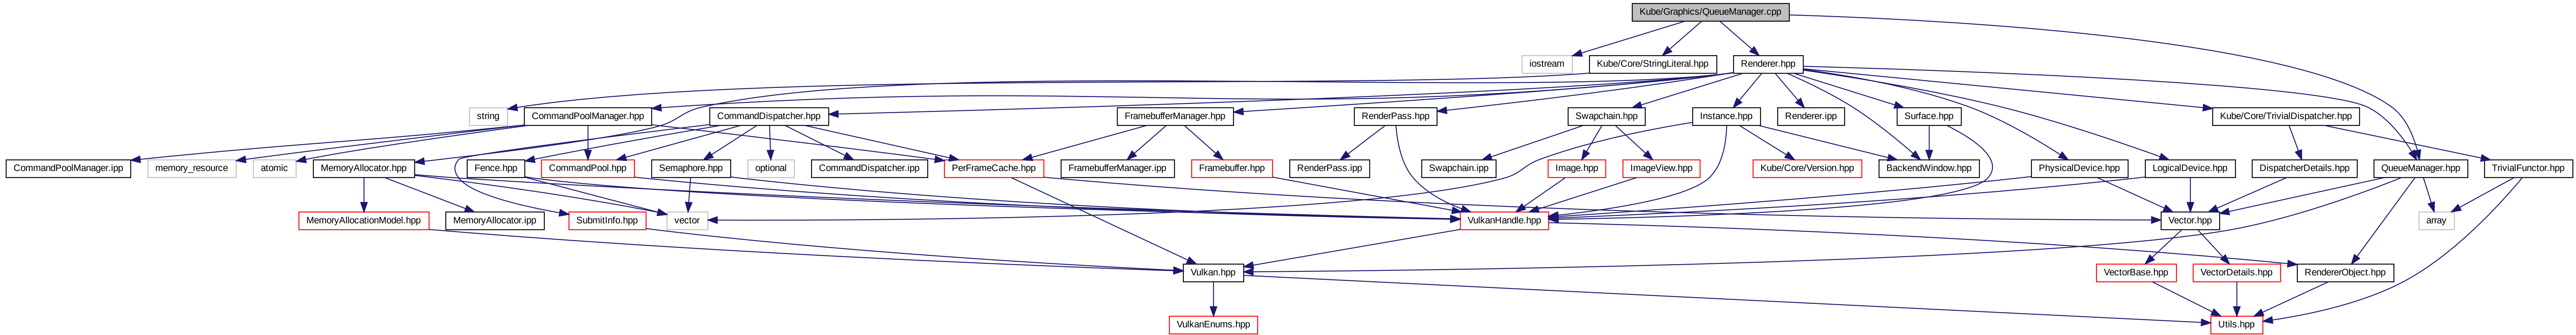 Kube/Graphics/QueueManager.cpp
iostream
Kube/Core/StringLiteral.hpp
Renderer.hpp
string
CommandPoolManager.hpp
CommandDispatcher.hpp
FramebufferManager.hpp
RenderPass.hpp
Swapchain.hpp
Instance.hpp
Renderer.ipp
Surface.hpp
Kube/Core/TrivialDispatcher.hpp
CommandPoolManager.ipp
memory_resource
atomic
MemoryAllocator.hpp
Fence.hpp
CommandPool.hpp
Semaphore.hpp
optional
CommandDispatcher.ipp
PerFrameCache.hpp
FramebufferManager.ipp
Framebuffer.hpp
RenderPass.ipp
Swapchain.ipp
Image.hpp
ImageView.hpp
Kube/Core/Version.hpp
BackendWindow.hpp
PhysicalDevice.hpp
LogicalDevice.hpp
DispatcherDetails.hpp
QueueManager.hpp
TrivialFunctor.hpp
MemoryAllocationModel.hpp
MemoryAllocator.ipp
SubmitInfo.hpp
vector
VulkanHandle.hpp
Vector.hpp
array
Vulkan.hpp
VectorBase.hpp
VectorDetails.hpp
RendererObject.hpp
VulkanEnums.hpp
Utils.hpp